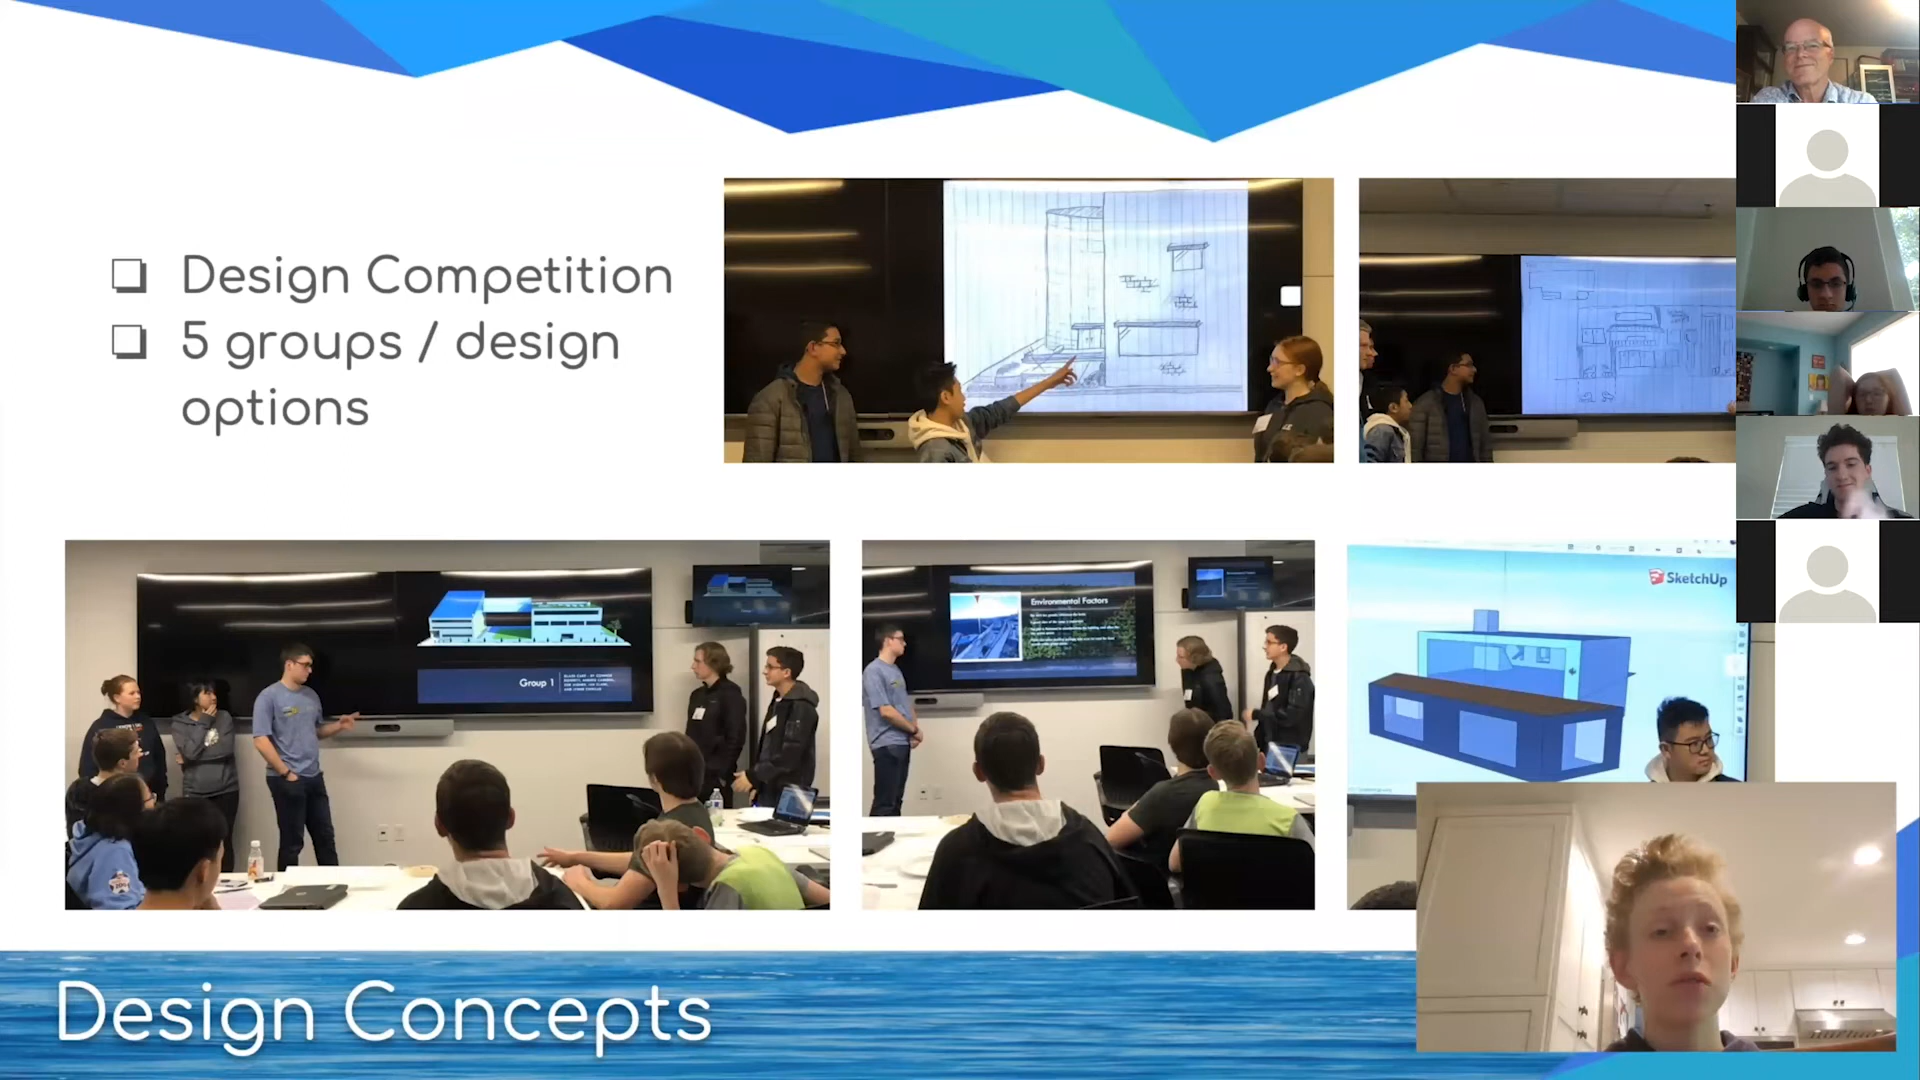 Design Competition
5 groups / design
options
Group 1
Environmental Factors
SketchUp
Design Concepts